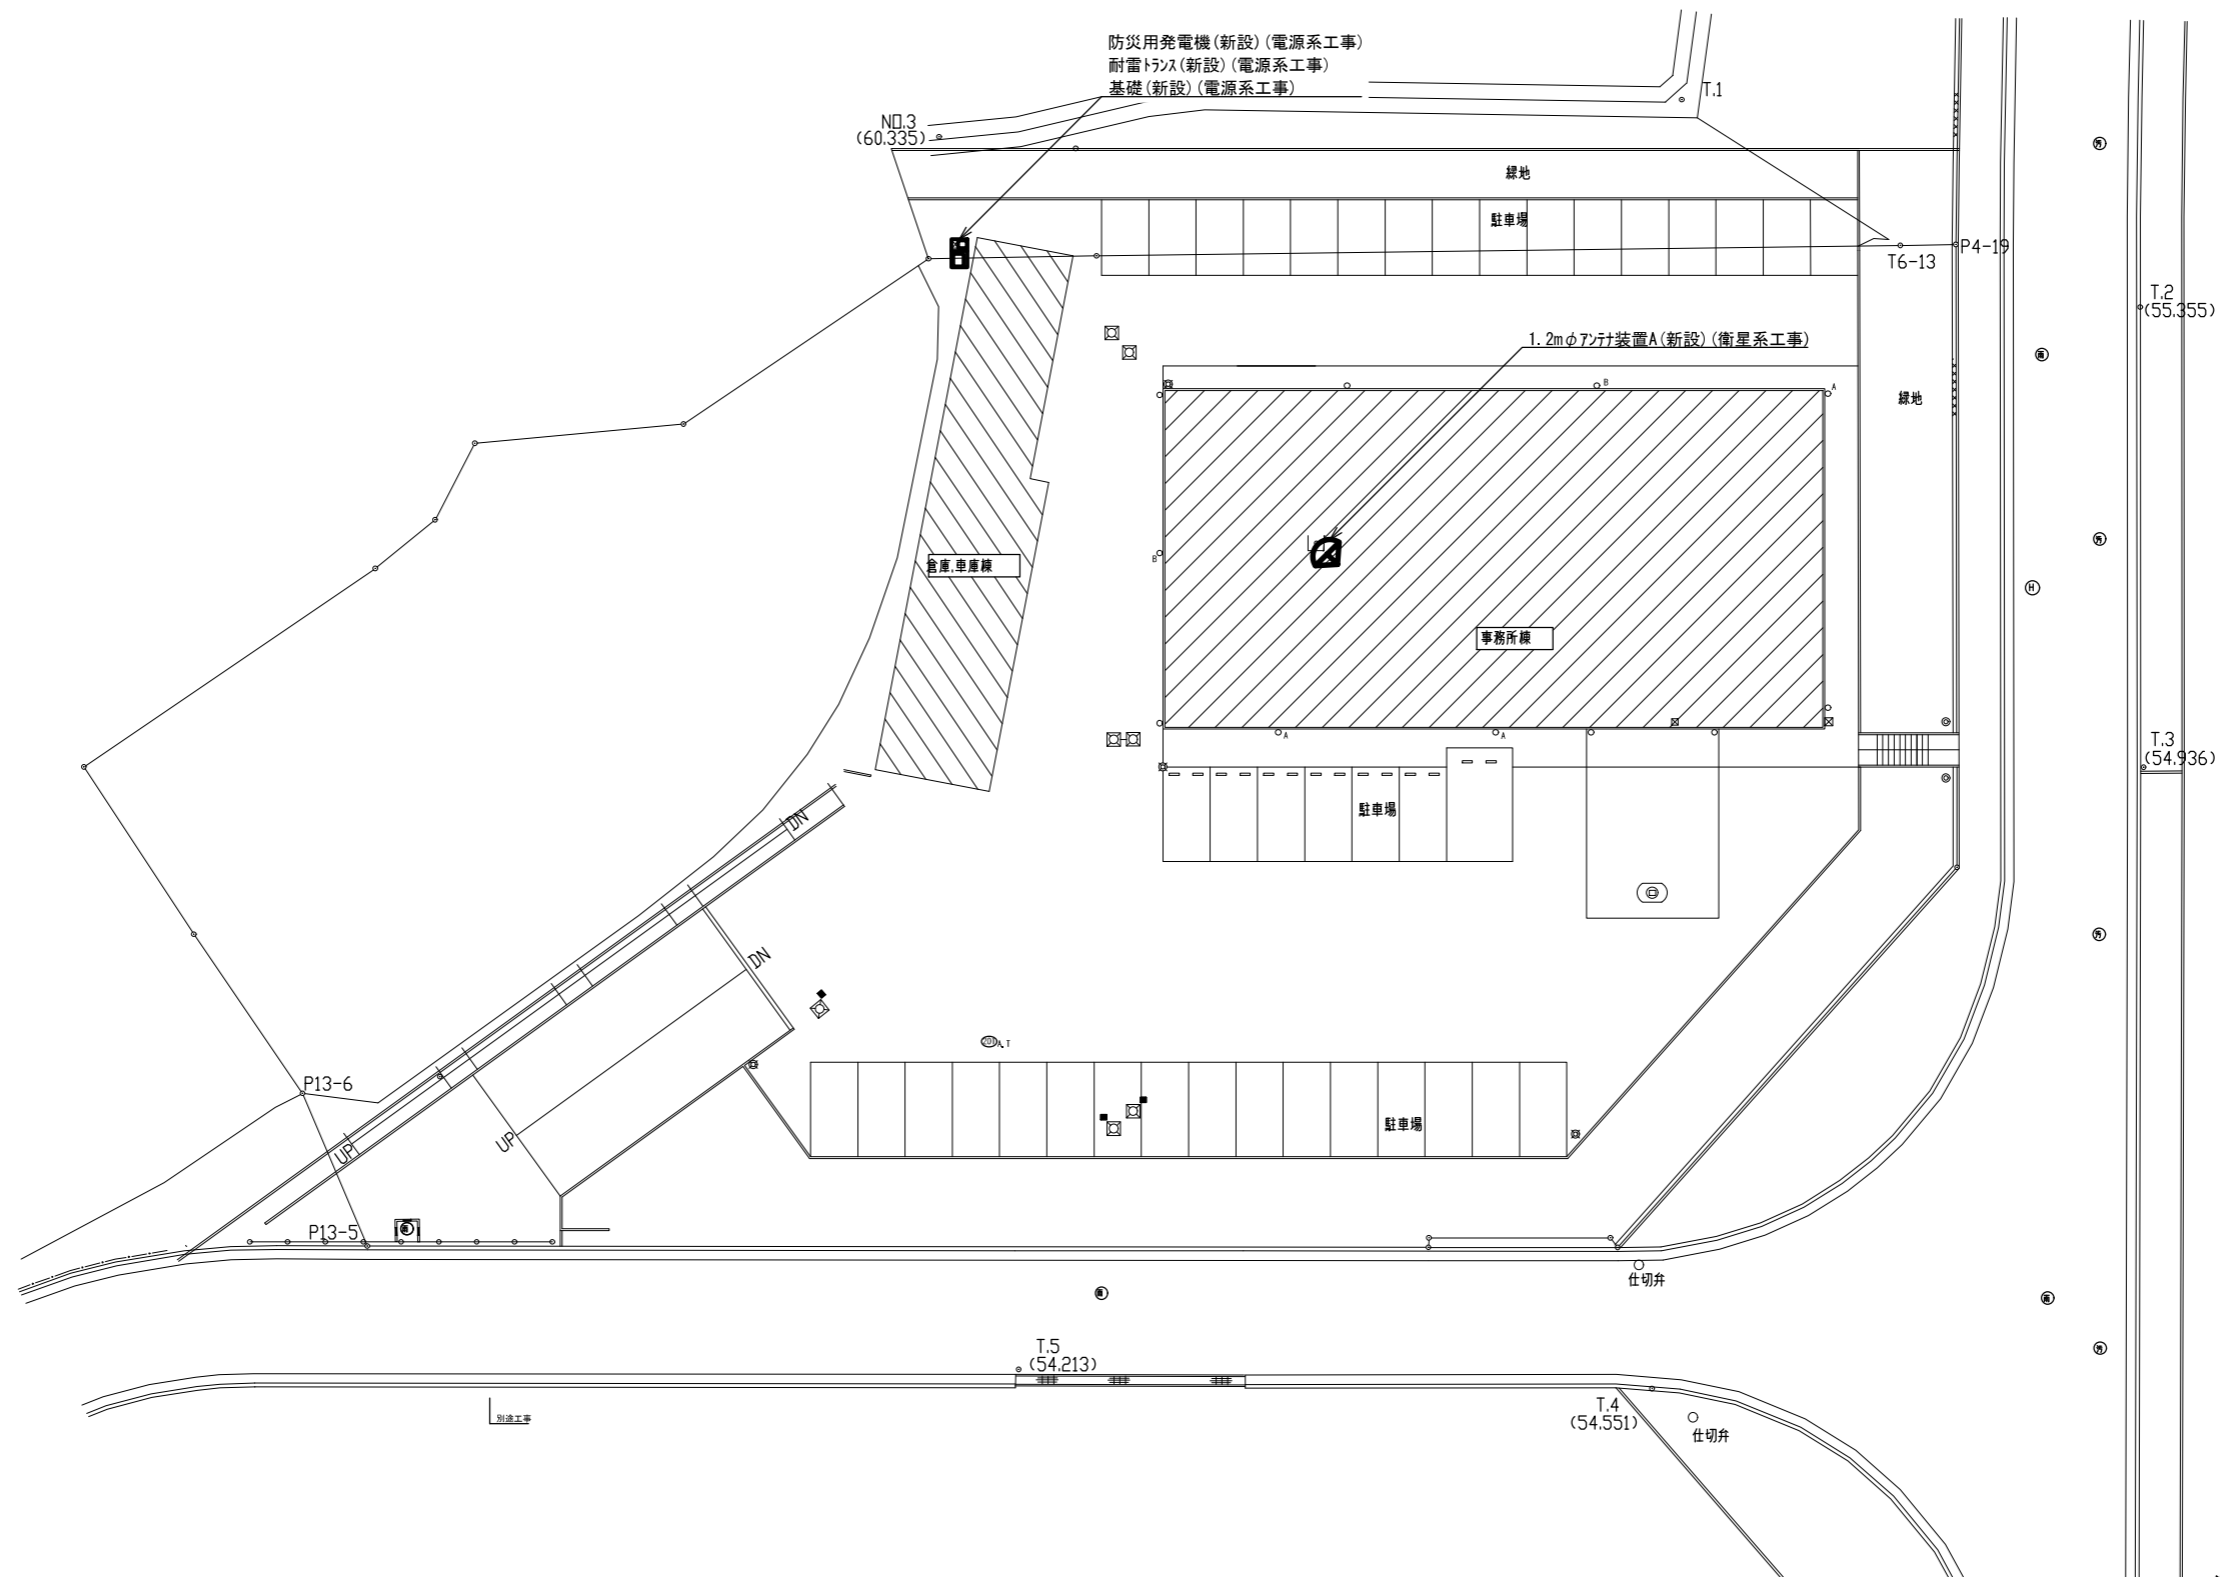 防災用発電機(新設)(電源系工事)
耐雷トランス(新設)(電源系工事)
基礎(新設)(電源系工事)
T.1
NO.3
(60.335)
緑地
駐車場
P4-19
T6-13
T.2
(55.355)
1.2mφアンテナ装置A(新設)(衛星系工事)
B
A
緑地
B
倉庫,車庫棟
H
事務所棟
A
A
T.3
(54.936)
駐車場
DN
DN
A.T
P13-6
駐車場
UP
UP
P13-5
仕切弁
T.5
(54.213)
T.4
(54.551)
別途工事
仕切弁